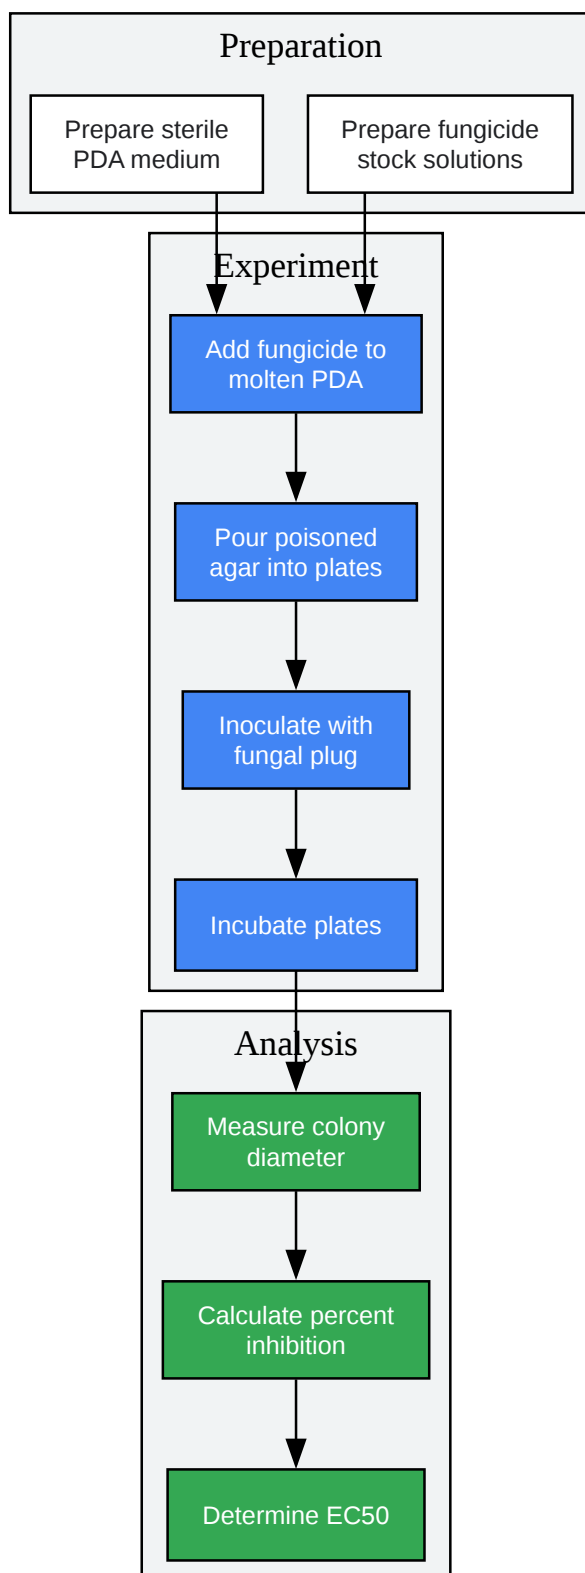 Preparation
Prepare sterile
PDA medium
Prepare fungicide
stock solutions
Experiment
Add fungicide to
molten PDA
Pour poisoned
agar into plates
Inoculate with
fungal plug
Incubate plates
Analysis
Measure colony
diameter
Calculate percent
inhibition
Determine EC50